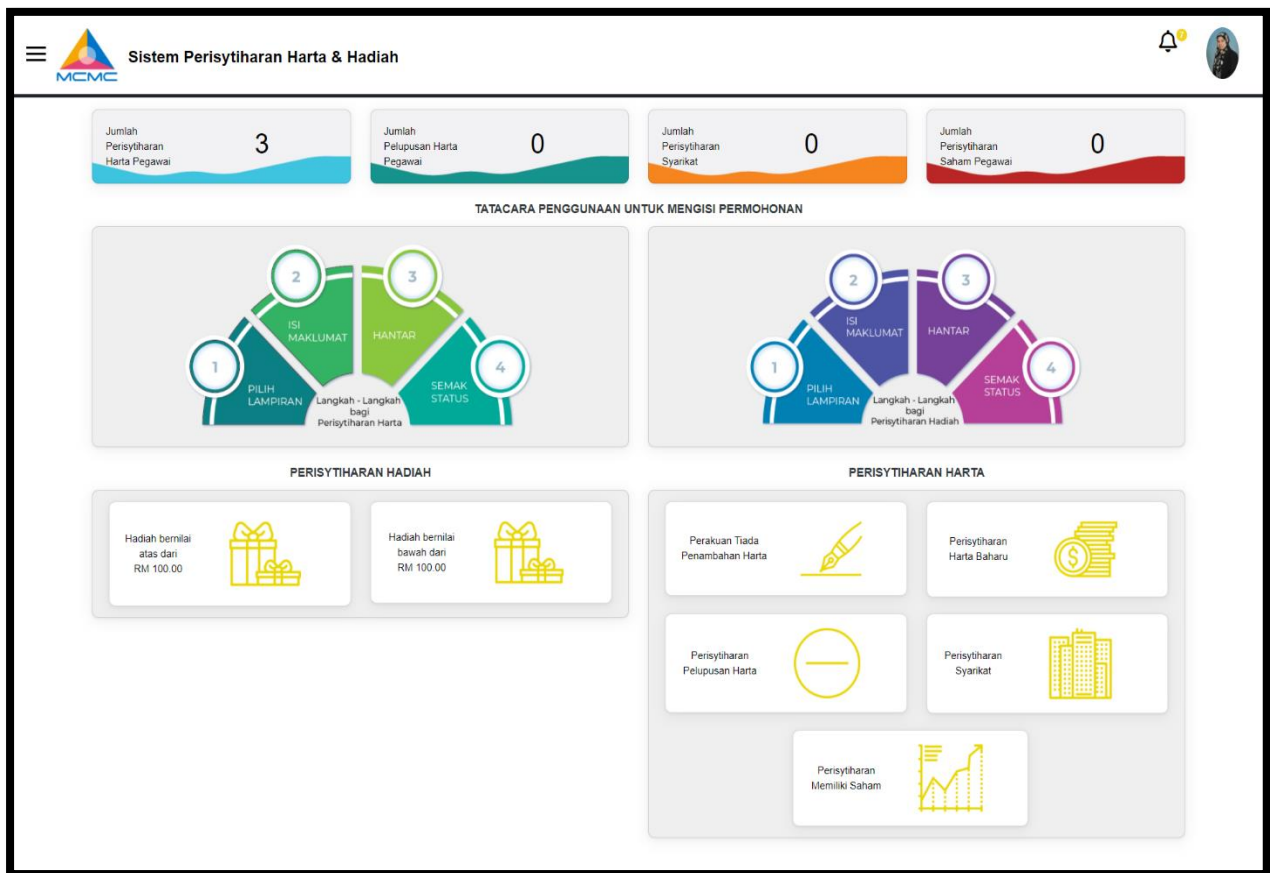 MCMC
Sistem Perisytiharan Harta & Hadiah
7
Jumlah
Perisytiharan
Harta Pegawai
3
Jumlah
Pelupusan Harta
Pegawai
0
Jumlah
Perisytiharan
Syarikat
0
Jumlah
Perisytiharan
Saham Pegawai
0
TATACARA PENGGUNAAN UNTUK MENGISI PERMOHONAN
1
PILIH
LAMPIRAN
2
ISI
MAKLUMAT
3
HANTAR
4
SEMAK
STATUS
Langkah - Langkah
bagi
Perisytiharan Harta
1
PILIH
LAMPIRAN
2
ISI
MAKLUMAT
3
HANTAR
4
SEMAK
STATUS
Langkah - Langkah
bagi
Perisytiharan Hadiah
PERISYTIHARAN HADIAH
Hadiah bernilai
atas dari
RM 100.00
Hadiah bernilai
bawah dari
RM 100.00
PERISYTIHARAN HARTA
Perakuan Tiada
Penambahan Harta
Perisytiharan
Harta Baharu
$
Perisytiharan
Pelupusan Harta
Perisytiharan
Syarikat
Perisytiharan
Memiliki Saham